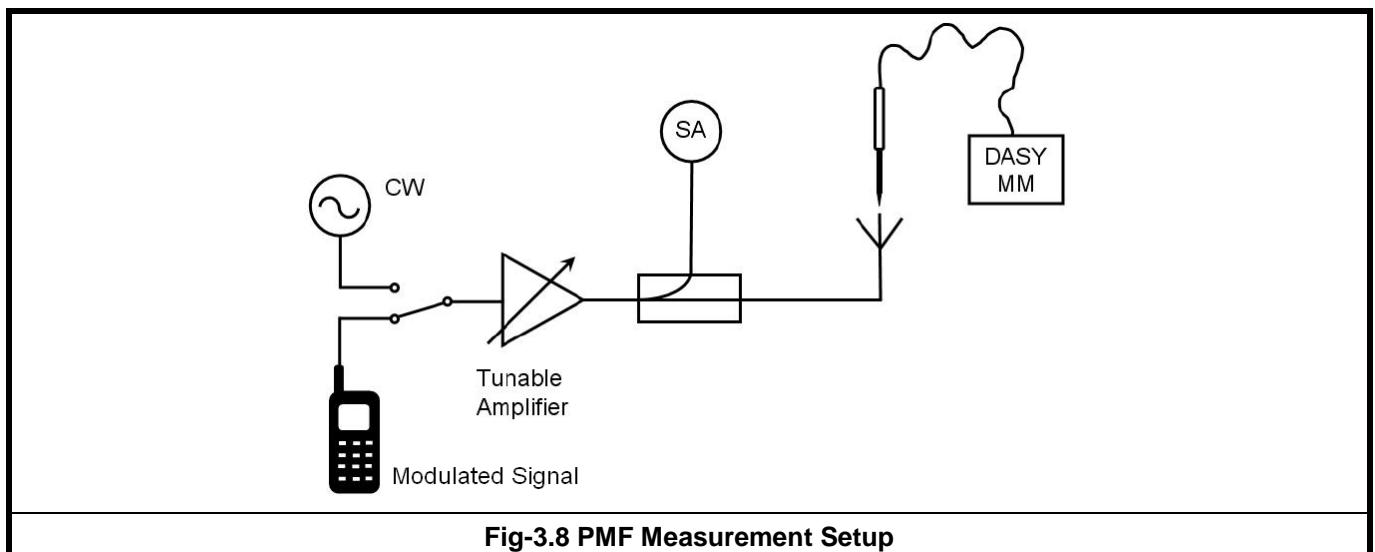 SA
DASY
MM
CW
Tunable
Amplifier
Modulated Signal
Fig-3.8 PMF Measurement Setup